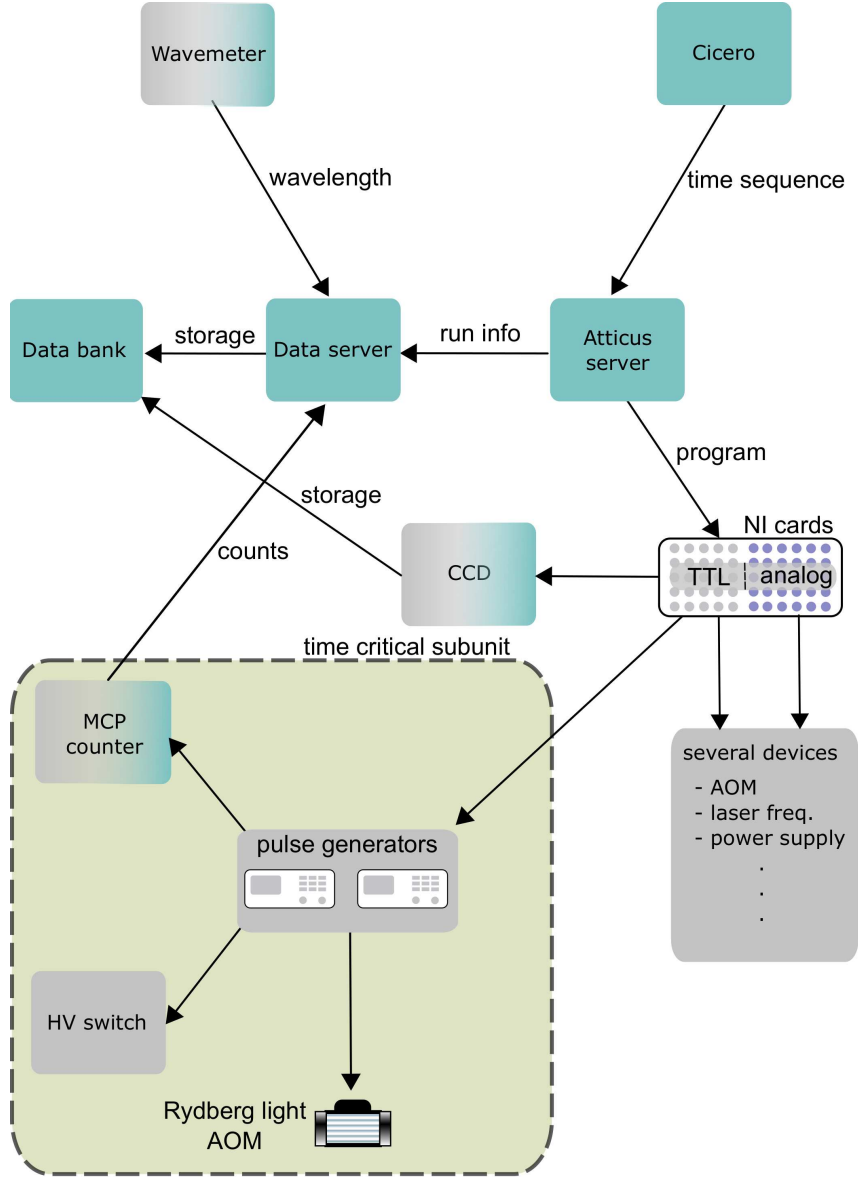 Wavemeter
Cicero
wavelength
time sequence
Data bank
storage
Data server
run info
Atticus
server
program
storage
NI cards
counts
CCD
TTL
analog
time critical subunit
MCP
counter
several devices
- AOM
- laser freq.
- power supply
.
.
.
pulse generators
HV switch
Rydberg light
AOM